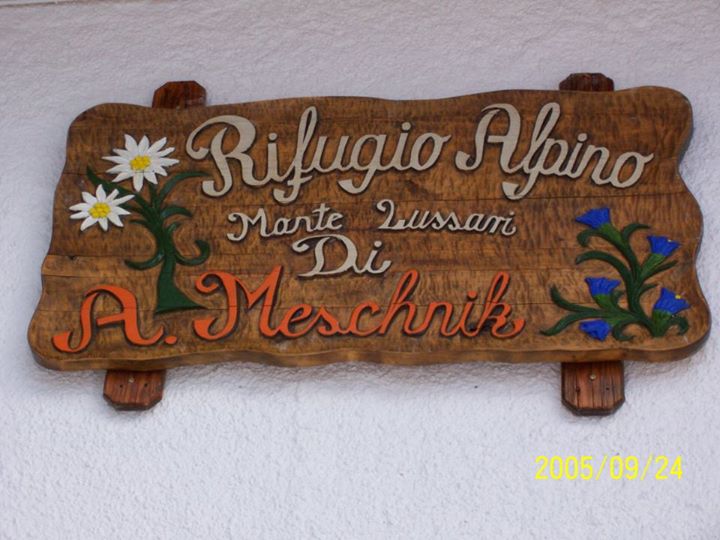 Rifugio Alpino
Monte Lussari
Di
A. Meschnik
2005/09/24